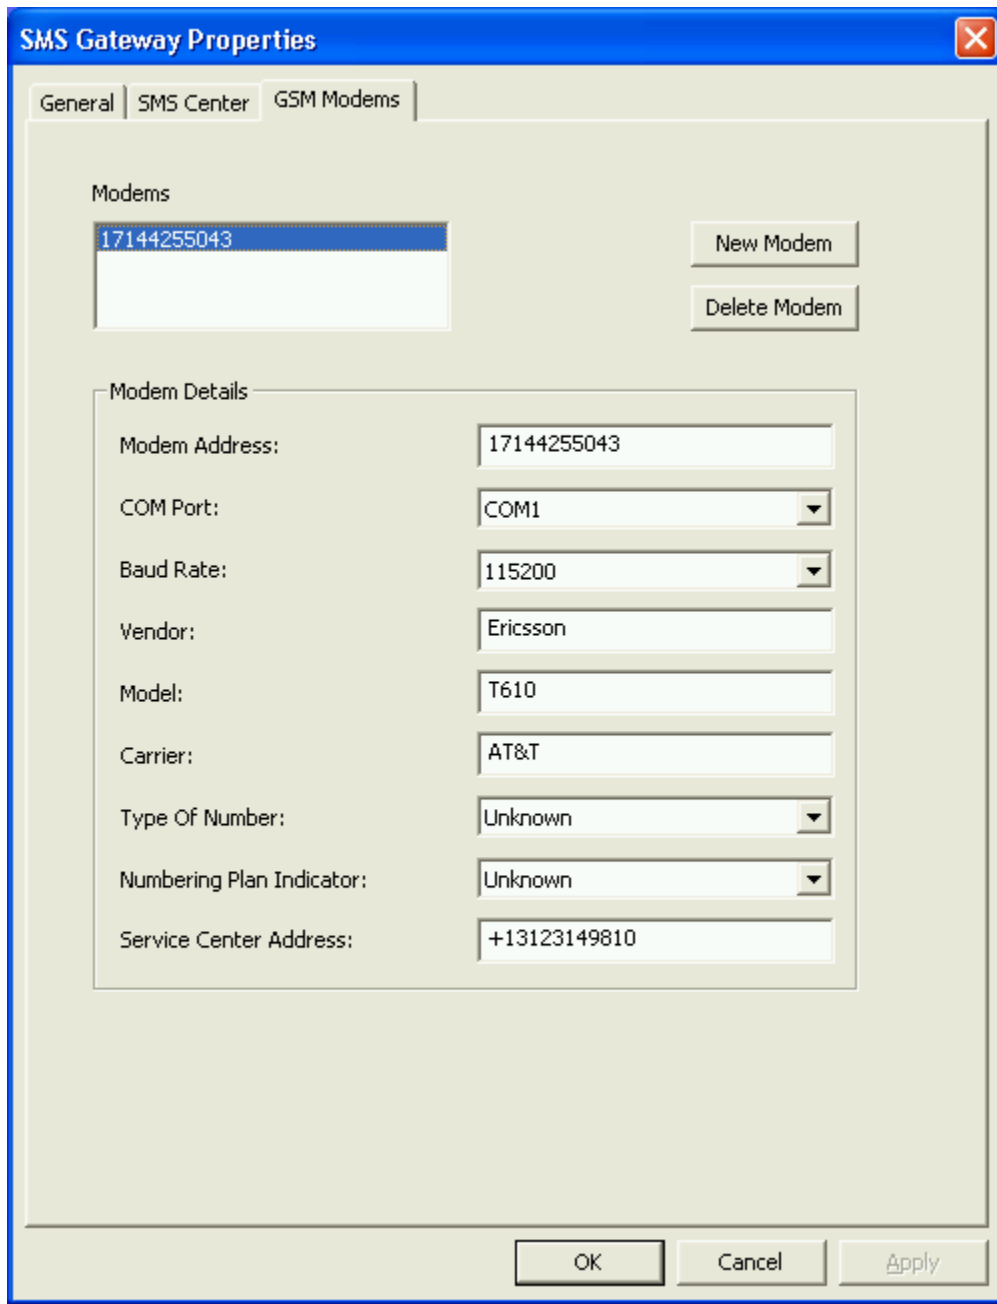 SMS Gateway Properties
General SMS Center GSM Modems
Modems
17144255043
New Modem
Delete Modem
Modem Details
Modem Address: 17144255043
COM Port: COM1
Baud Rate: 115200
Vendor: Ericsson
Model: T610
Carrier: AT&T
Type Of Number: Unknown
Numbering Plan Indicator: Unknown
Service Center Address: +13123149810
OK Cancel Apply